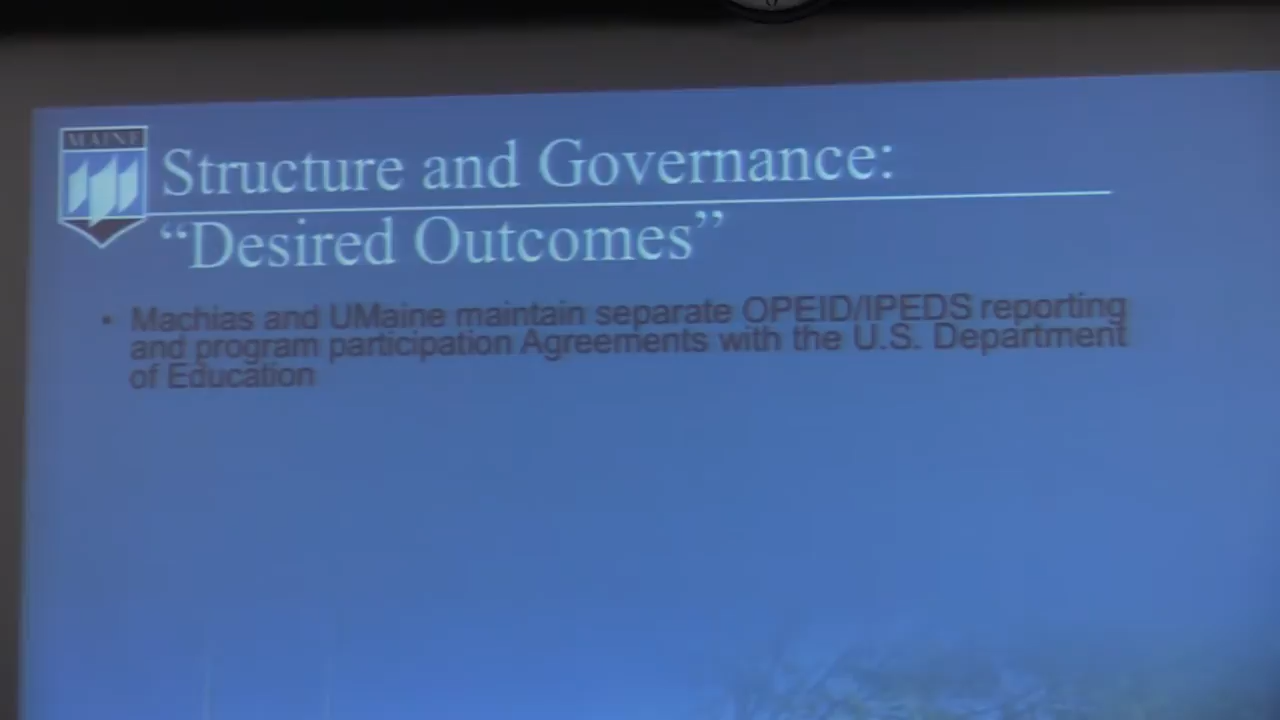 MAINE
Structure and Governance:
“Desired Outcomes”
• Machias and UMaine maintain separate OPEID/IPEDS reporting
and program participation Agreements with the U.S. Department
of Education